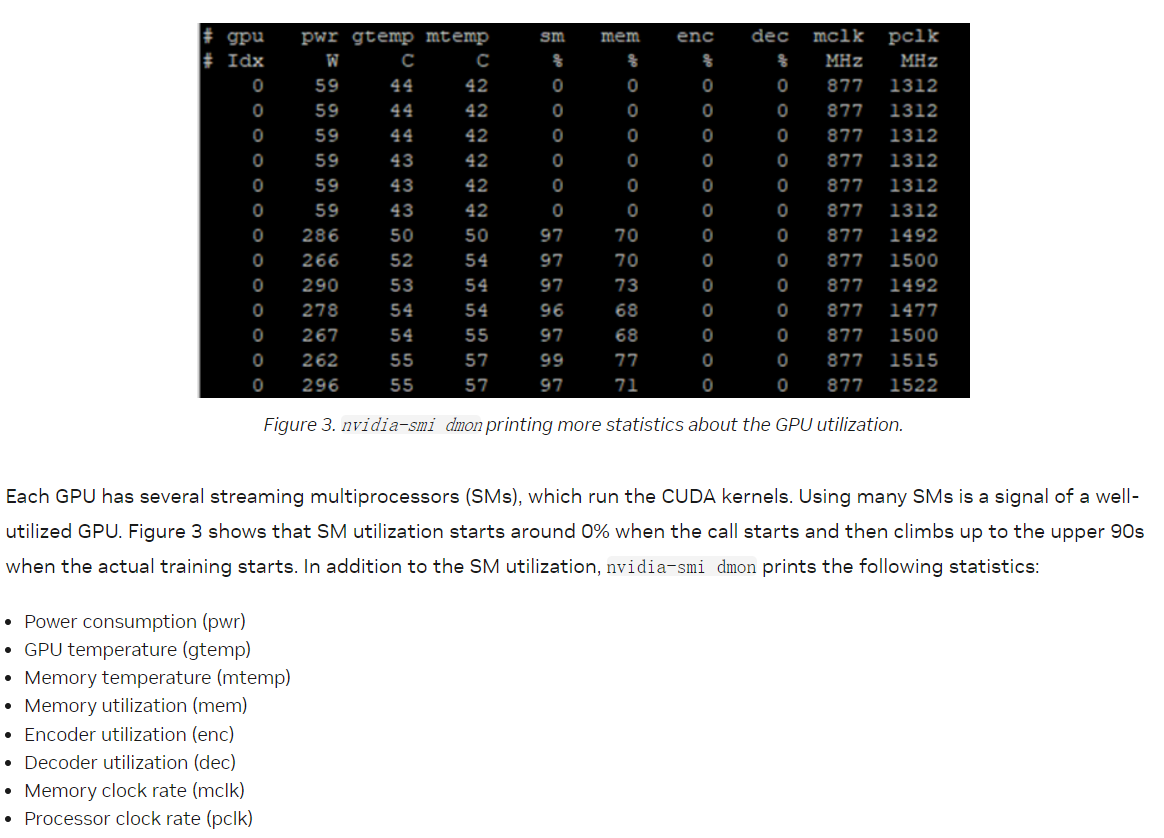 # gpu pwr gtemp mtemp sm mem enc dec mclk pclk
# Idx W C C % % % % MHz MHz
0 59 44 42 0 0 0 0 877 1312
0 59 44 42 0 0 0 0 877 1312
0 59 44 42 0 0 0 0 877 1312
0 59 43 42 0 0 0 0 877 1312
0 59 43 42 0 0 0 0 877 1312
0 59 43 42 0 0 0 0 877 1312
0 286 50 50 97 70 0 0 877 1492
0 266 52 54 97 70 0 0 877 1500
0 290 53 54 97 73 0 0 877 1492
0 278 54 54 96 68 0 0 877 1477
0 267 54 55 97 68 0 0 877 1500
0 262 55 57 99 77 0 0 877 1515
0 296 55 57 97 71 0 0 877 1522
Figure 3. nvidia-smi dmon printing more statistics about the GPU utilization.
Each GPU has several streaming multiprocessors (SMs), which run the CUDA kernels. Using many SMs is a signal of a well-
utilized GPU. Figure 3 shows that SM utilization starts around 0% when the call starts and then climbs up to the upper 90s
when the actual training starts. In addition to the SM utilization, nvidia-smi dmon prints the following statistics:
• Power consumption (pwr)
• GPU temperature (gtemp)
• Memory temperature (mtemp)
• Memory utilization (mem)
• Encoder utilization (enc)
• Decoder utilization (dec)
• Memory clock rate (mclk)
• Processor clock rate (pclk)